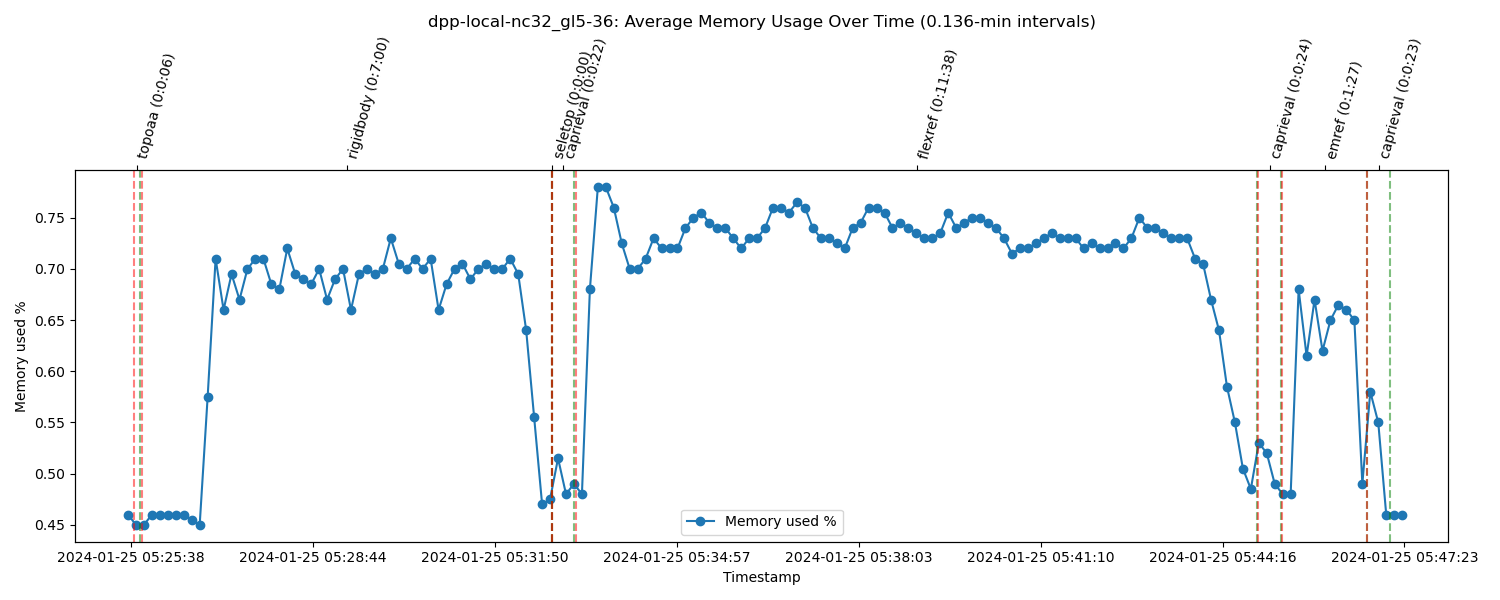 dpp-local-nc32_gl5-36: Average Memory Usage Over Time (0.136-min intervals)
topoaa (0:0:06)
rigidbody (0:7:00)
seletop (0:0:00)
caprieval (0:0:22)
flexref (0:11:38)
caprieval (0:0:24)
emref (0:1:27)
caprieval (0:0:23)
Memory used %
0.75
0.70
0.65
0.60
0.55
0.50
0.45
Memory used %
2024-01-25 05:25:38
2024-01-25 05:28:44
2024-01-25 05:31:50
2024-01-25 05:34:57
2024-01-25 05:38:03
2024-01-25 05:41:10
2024-01-25 05:44:16
2024-01-25 05:47:23
Timestamp